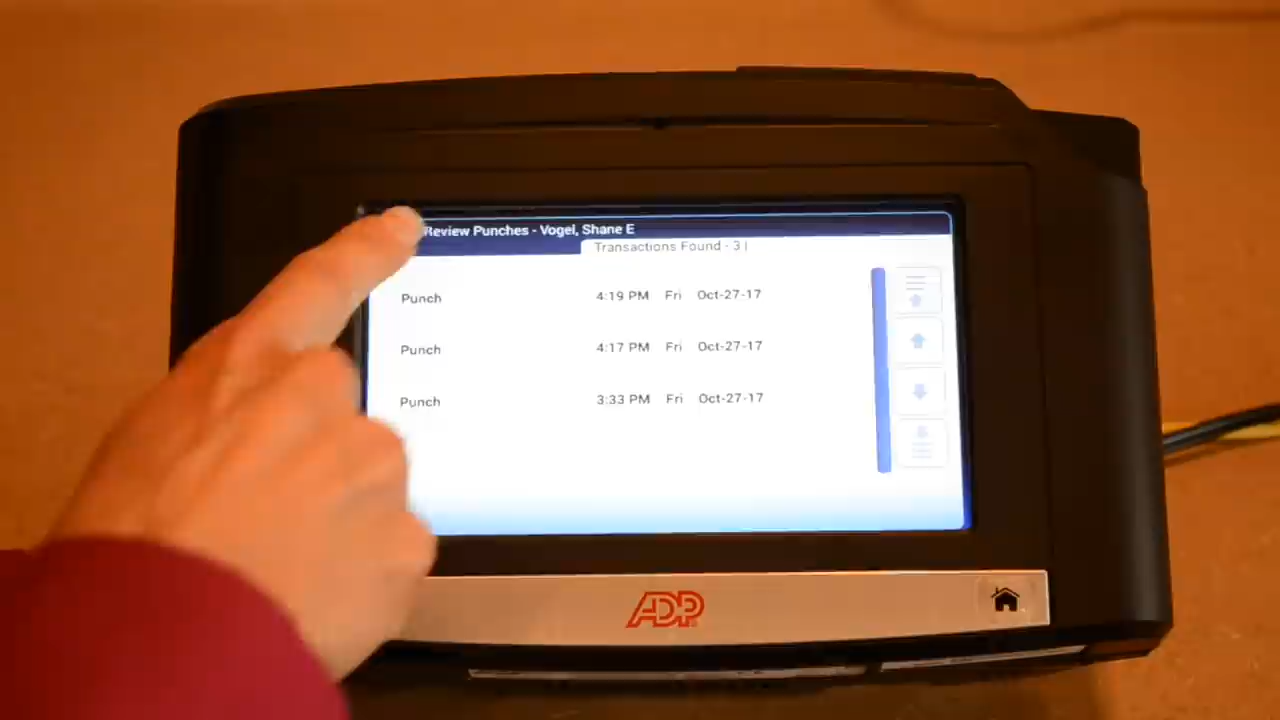 Review Punches - Vogel, Shane E
Transactions Found - 3
Punch 4:19 PM Fri Oct-27-17
Punch 4:17 PM Fri Oct-27-17
Punch 3:33 PM Fri Oct-27-17
ADP